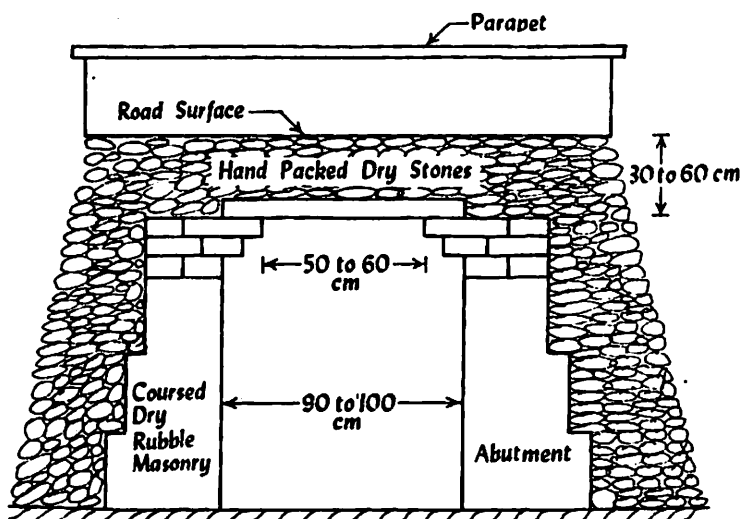 Parapet
Road Surface
Hand Packed Dry Stones
30 to 60 cm
50 to 60
cm
90 to 100
cm
Coursed
Dry
Rubble
Masonry
Abutment